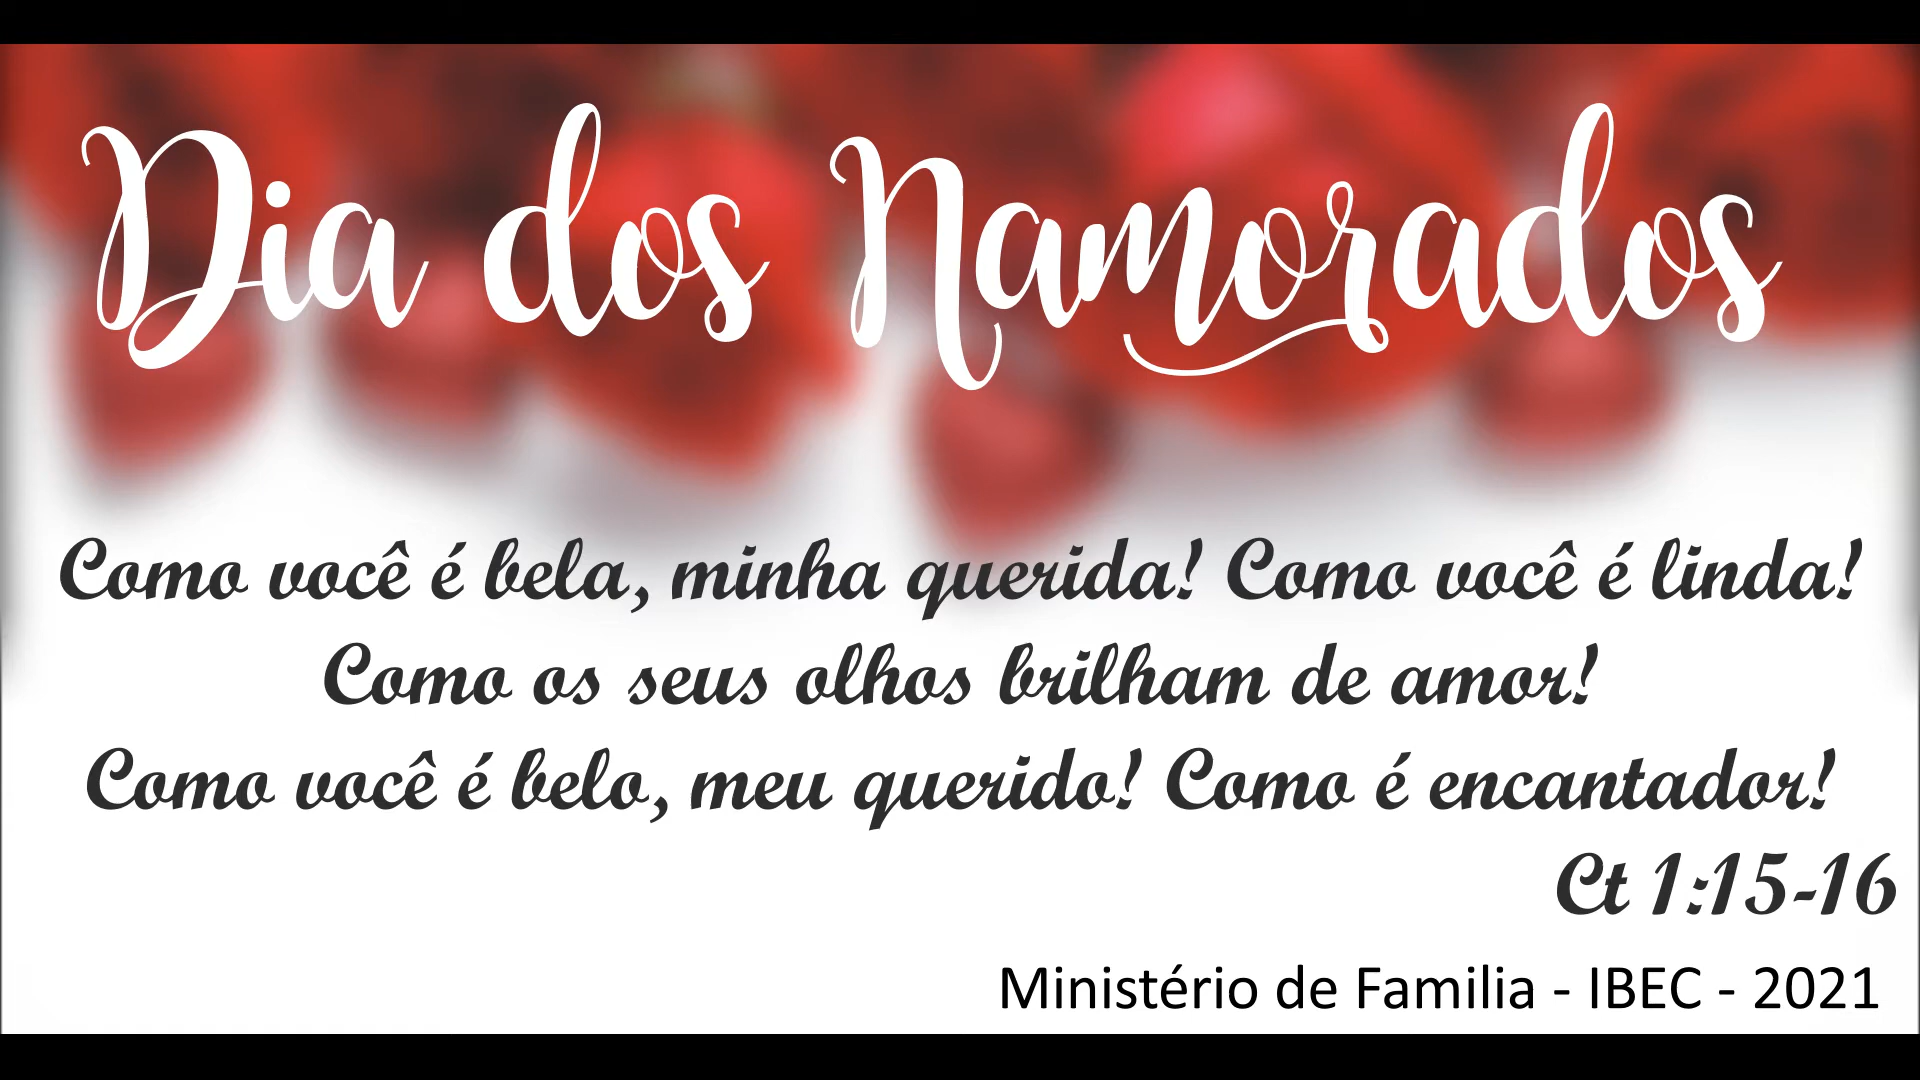 Dia dos Namorados
Como você é bela, minha querida! Como você é linda!
Como os seus olhos brilham de amor!
Como você é belo, meu querido! Como é encantador!
Ct 1:15-16
Ministério de Familia - IBEC - 2021